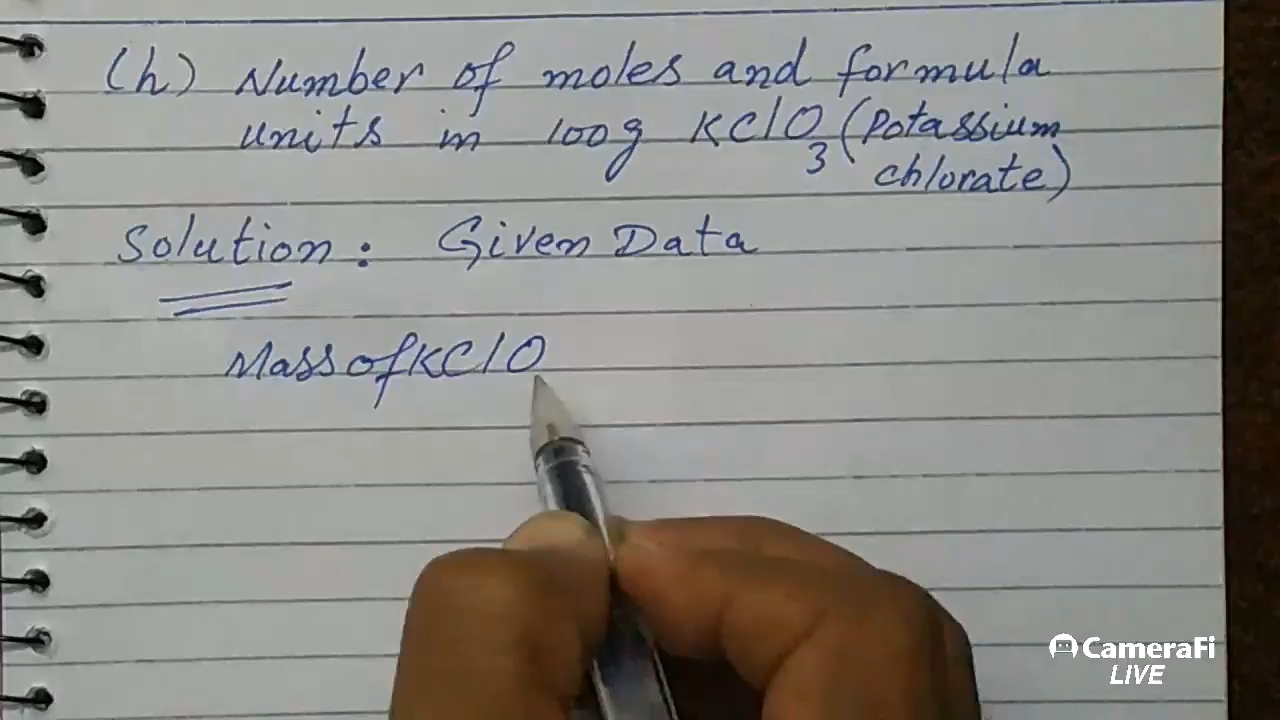 (h) Number of moles and formula
units in 100g KClO3 (Potassium
chlorate)
Solution: Given Data
Mass of KClO
CameraFi
LIVE